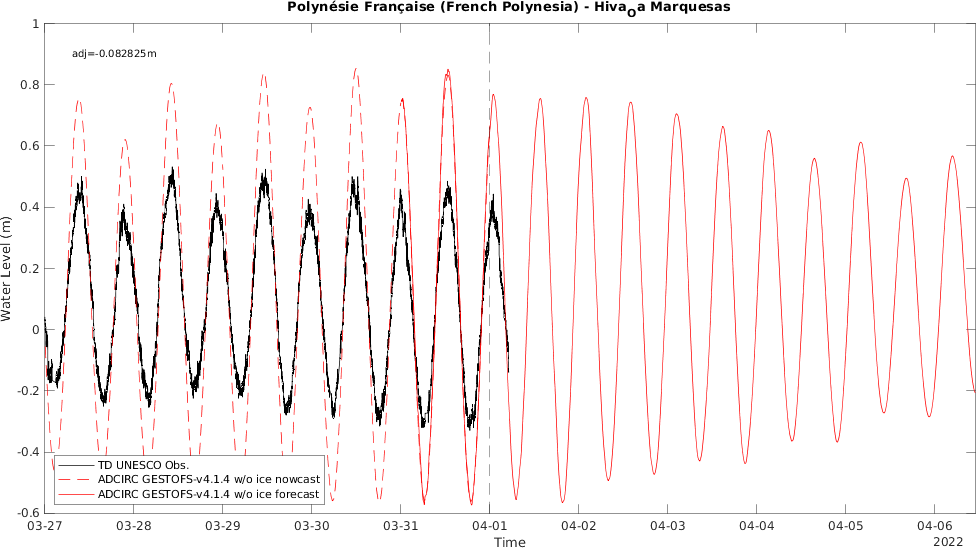 Polynésie Française (French Polynesia) - Hiva_Oa Marquesas
adj=-0.082825m
1
0.8
0.6
0.4
0.2
0
-0.2
-0.4
-0.6
Water Level (m)
TD UNESCO Obs.
ADCIRC GESTOFS-v4.1.4 w/o ice nowcast
ADCIRC GESTOFS-v4.1.4 w/o ice forecast
03-27 03-28 03-29 03-30 03-31 04-01 04-02 04-03 04-04 04-05 04-06
Time
2022